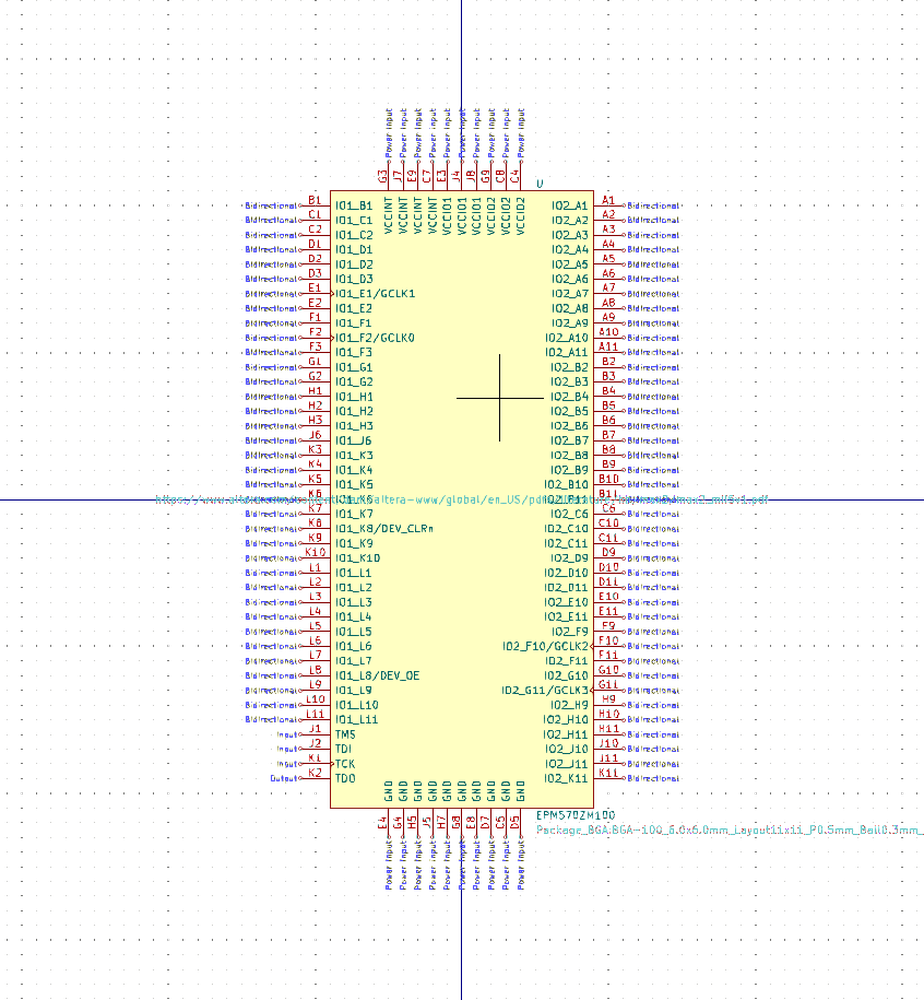 Power Input Power Input Power Input Power Input Power Input Power Input Power Input Power Input Power Input Power Input
G3 J7 E9 C7 E3 J4 J8 G9 C8 C4
U
VCCINT VCCINT VCCINT VCCINT VCCIO1 VCCIO1 VCCIO1 VCCIO2 VCCIO2 VCCIO2
Bidirectional B1 IO1_B1 IO2_A1 A1 Bidirectional
Bidirectional C1 IO1_C1 IO2_A2 A2 Bidirectional
Bidirectional C2 IO1_C2 IO2_A3 A3 Bidirectional
Bidirectional D1 IO1_D1 IO2_A4 A4 Bidirectional
Bidirectional D2 IO1_D2 IO2_A5 A5 Bidirectional
Bidirectional D3 IO1_D3 IO2_A6 A6 Bidirectional
Bidirectional E1 IO1_E1/GCLK1 IO2_A7 A7 Bidirectional
Bidirectional E2 IO1_E2 IO2_A8 A8 Bidirectional
Bidirectional F1 IO1_F1 IO2_A9 A9 Bidirectional
Bidirectional F2 IO1_F2/GCLK0 IO2_A10 A10 Bidirectional
Bidirectional F3 IO1_F3 IO2_A11 A11 Bidirectional
Bidirectional G1 IO1_G1 IO2_B2 B2 Bidirectional
Bidirectional G2 IO1_G2 IO2_B3 B3 Bidirectional
Bidirectional H1 IO1_H1 IO2_B4 B4 Bidirectional
Bidirectional H2 IO1_H2 IO2_B5 B5 Bidirectional
Bidirectional H3 IO1_H3 IO2_B6 B6 Bidirectional
Bidirectional J6 IO1_J6 IO2_B7 B7 Bidirectional
Bidirectional K3 IO1_K3 IO2_B8 B8 Bidirectional
Bidirectional K4 IO1_K4 IO2_B9 B9 Bidirectional
Bidirectional K5 IO1_K5 IO2_B10 B10 Bidirectional
K6 IO1_K6 IO2_B11 B11
Bidirectional K7 IO1_K7 IO2_C6 C6 Bidirectional
Bidirectional K8 IO1_K8/DEV_CLRn IO2_C10 C10 Bidirectional
Bidirectional K9 IO1_K9 IO2_C11 C11 Bidirectional
Bidirectional K10 IO1_K10 IO2_D9 D9 Bidirectional
Bidirectional L1 IO1_L1 IO2_D10 D10 Bidirectional
Bidirectional L2 IO1_L2 IO2_D11 D11 Bidirectional
Bidirectional L3 IO1_L3 IO2_E10 E10 Bidirectional
Bidirectional L4 IO1_L4 IO2_E11 E11 Bidirectional
Bidirectional L5 IO1_L5 IO2_F9 F9 Bidirectional
Bidirectional L6 IO1_L6 IO2_F10/GCLK2 F10 Bidirectional
Bidirectional L7 IO1_L7 IO2_F11 F11 Bidirectional
Bidirectional L8 IO1_L8/DEV_OE IO2_G10 G10 Bidirectional
Bidirectional L9 IO1_L9 IO2_G11/GCLK3 G11 Bidirectional
Bidirectional L10 IO1_L10 IO2_H9 H9 Bidirectional
Bidirectional L11 IO1_L11 IO2_H10 H10 Bidirectional
Input J1 TMS IO2_H11 H11 Bidirectional
Input J2 TDI IO2_J10 J10 Bidirectional
Input K1 TCK IO2_J11 J11 Bidirectional
Output K2 TDO IO2_K11 K11 Bidirectional
GND GND GND GND GND GND GND GND GND GND
E4 G4 H5 J5 H7 G8 E8 D7 C5 D5
EPM570ZM100
Package_BGA:BGA-100_6.0x6.0mm_Layout11x11_P0.5mm_Ball0.3mm_
Power Input Power Input Power Input Power Input Power Input Power Input Power Input Power Input Power Input Power Input